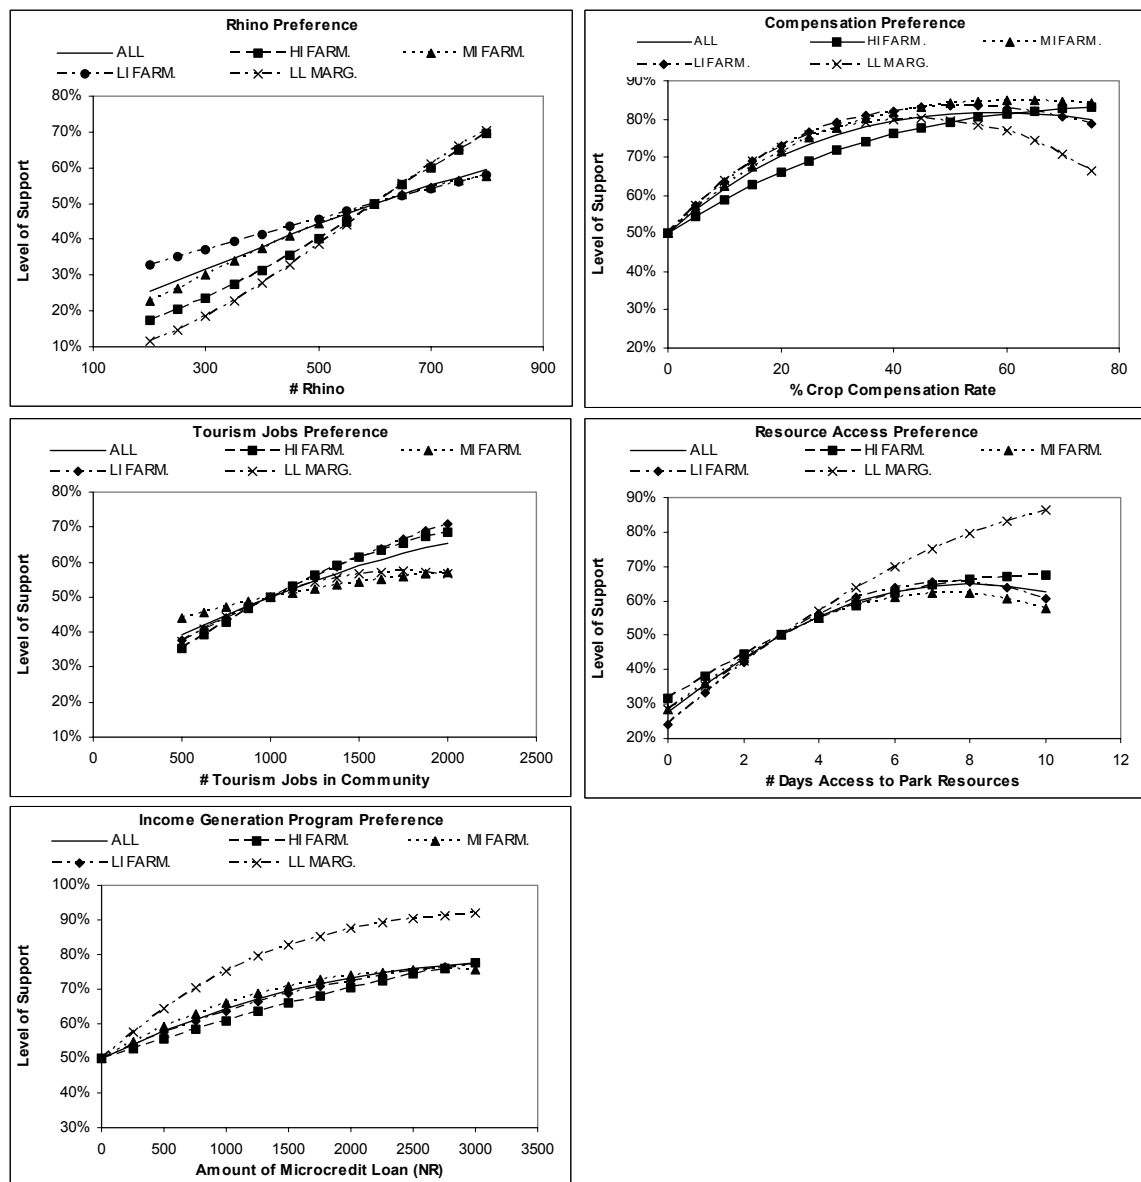 Rhino Preference
ALL HI FARM. MI FARM.
LI FARM. LL MARG.
80%
70%
60%
50%
40%
30%
20%
10%
Level of Support
100 300 500 700 900
# Rhino
Compensation Preference
ALL HI FARM. MI FARM.
LI FARM. LL MARG.
90%
80%
70%
60%
50%
40%
30%
20%
Level of Support
0 20 40 60 80
% Crop Compensation Rate
Tourism Jobs Preference
ALL HI FARM. MI FARM.
LI FARM. LL MARG.
80%
70%
60%
50%
40%
30%
20%
10%
Level of Support
0 500 1000 1500 2000 2500
# Tourism Jobs in Community
Resource Access Preference
ALL HI FARM. MI FARM.
LI FARM. LL MARG.
90%
80%
70%
60%
50%
40%
30%
20%
Level of Support
0 2 4 6 8 10 12
# Days Access to Park Resources
Income Generation Program Preference
ALL HI FARM. MI FARM.
LI FARM. LL MARG.
100%
90%
80%
70%
60%
50%
40%
30%
Level of Support
0 500 1000 1500 2000 2500 3000 3500
Amount of Microcredit Loan (NR)